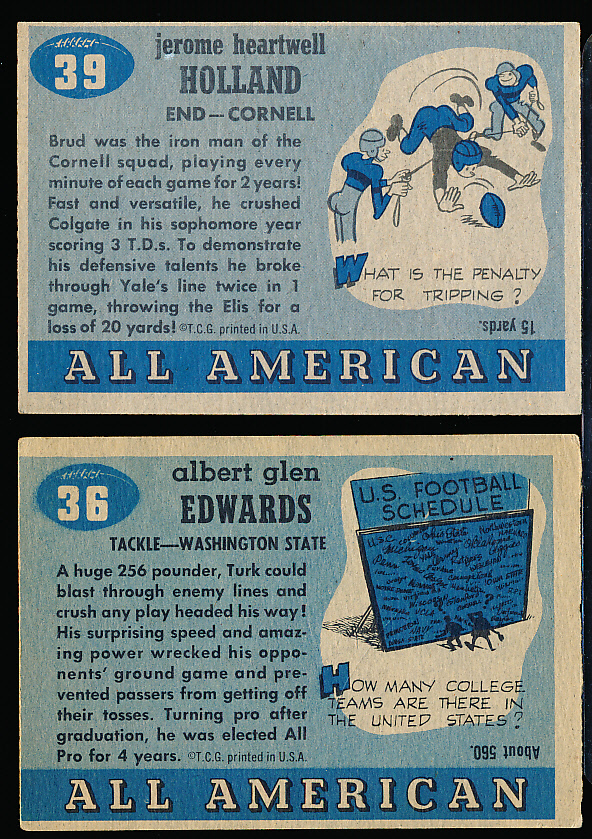 39
jerome heartwell
HOLLAND
END—CORNELL
Brud was the iron man of the
Cornell squad, playing every
minute of each game for 2 years!
Fast and versatile, he crushed
Colgate in his sophomore year
scoring 3 T.D.s. To demonstrate
his defensive talents he broke
through Yale's line twice in 1
game, throwing the Elis for a
loss of 20 yards! ©T.C.G. printed in U.S.A.
WHAT IS THE PENALTY
FOR TRIPPING ?
15 yards.
ALL AMERICAN
36
albert glen
EDWARDS
TACKLE—WASHINGTON STATE
A huge 256 pounder, Turk could
blast through enemy lines and
crush any play headed his way!
His surprising speed and amaz-
ing power wrecked his oppo-
nents' ground game and pre-
vented passers from getting off
their tosses. Turning pro after
graduation, he was elected All
Pro for 4 years. ©T.C.G. printed in U.S.A.
U.S. FOOTBALL
SCHEDULE
HOW MANY COLLEGE
TEAMS ARE THERE IN
THE UNITED STATES?
About 560.
ALL AMERICAN